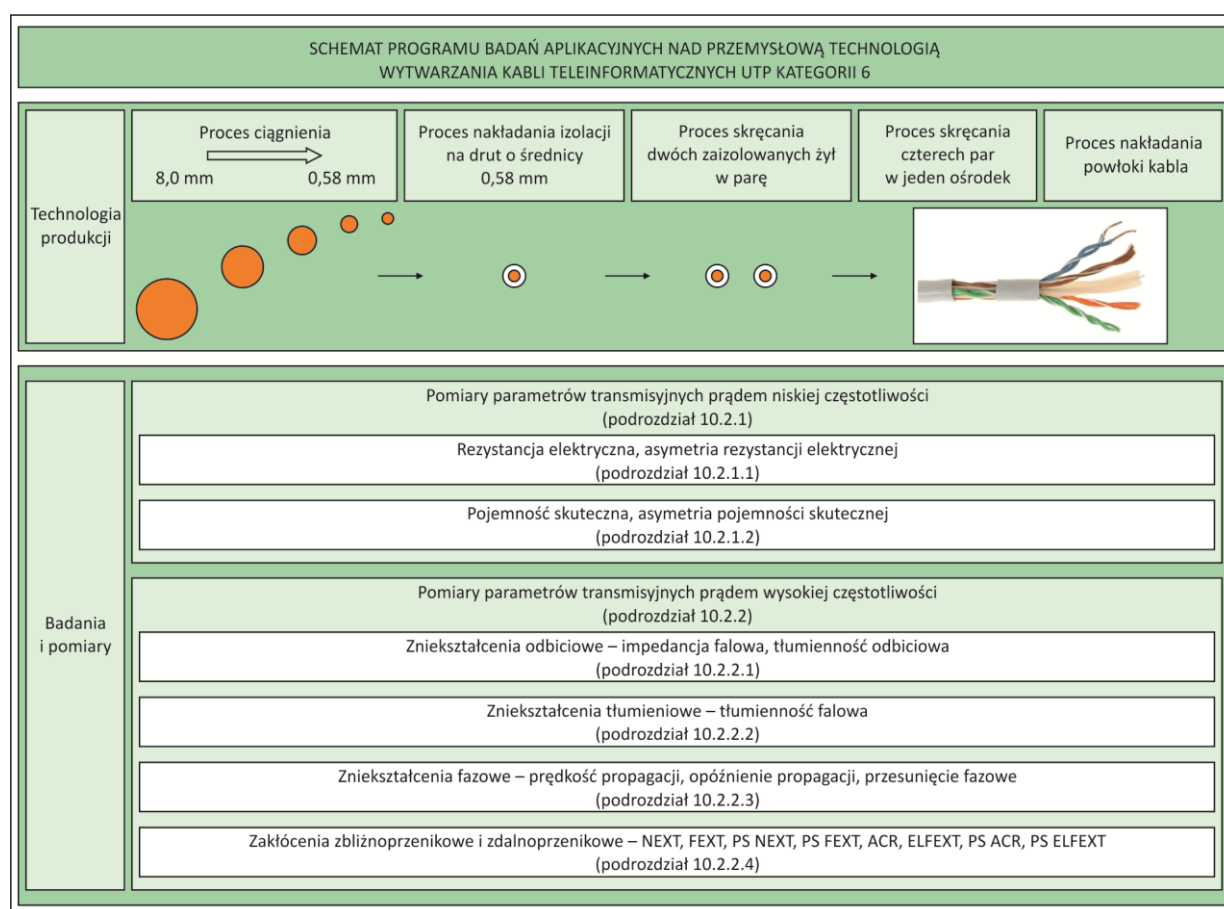 SCHEMAT PROGRAMU BADAŃ APLIKACYJNYCH NAD PRZEMYSŁOWĄ TECHNOLOGIĄ
WYTWARZANIA KABLI TELEINFORMATYCZNYCH UTP KATEGORII 6
Technologia
produkcji
Proces ciągnienia
8,0 mm
0,58 mm
Proces nakładania izolacji
na drut o średnicy
0,58 mm
Proces skręcania
dwóch zaizolowanych żył
w parę
Proces skręcania
czterech par
w jeden ośrodek
Proces nakładania
powłoki kabla
Badania
i pomiary
Pomiary parametrów transmisyjnych prądem niskiej częstotliwości
(podrozdział 10.2.1)
Rezystancja elektryczna, asymetria rezystancji elektrycznej
(podrozdział 10.2.1.1)
Pojemność skuteczna, asymetria pojemności skutecznej
(podrozdział 10.2.1.2)
Pomiary parametrów transmisyjnych prądem wysokiej częstotliwości
(podrozdział 10.2.2)
Zniekształcenia odbiciowe – impedancja falowa, tłumienność odbiciowa
(podrozdział 10.2.2.1)
Zniekształcenia tłumieniowe – tłumienność falowa
(podrozdział 10.2.2.2)
Zniekształcenia fazowe – prędkość propagacji, opóźnienie propagacji, przesunięcie fazowe
(podrozdział 10.2.2.3)
Zakłócenia zbliżnoprzenikowe i zdalnoprzenikowe – NEXT, FEXT, PS NEXT, PS FEXT, ACR, ELFEXT, PS ACR, PS ELFEXT
(podrozdział 10.2.2.4)